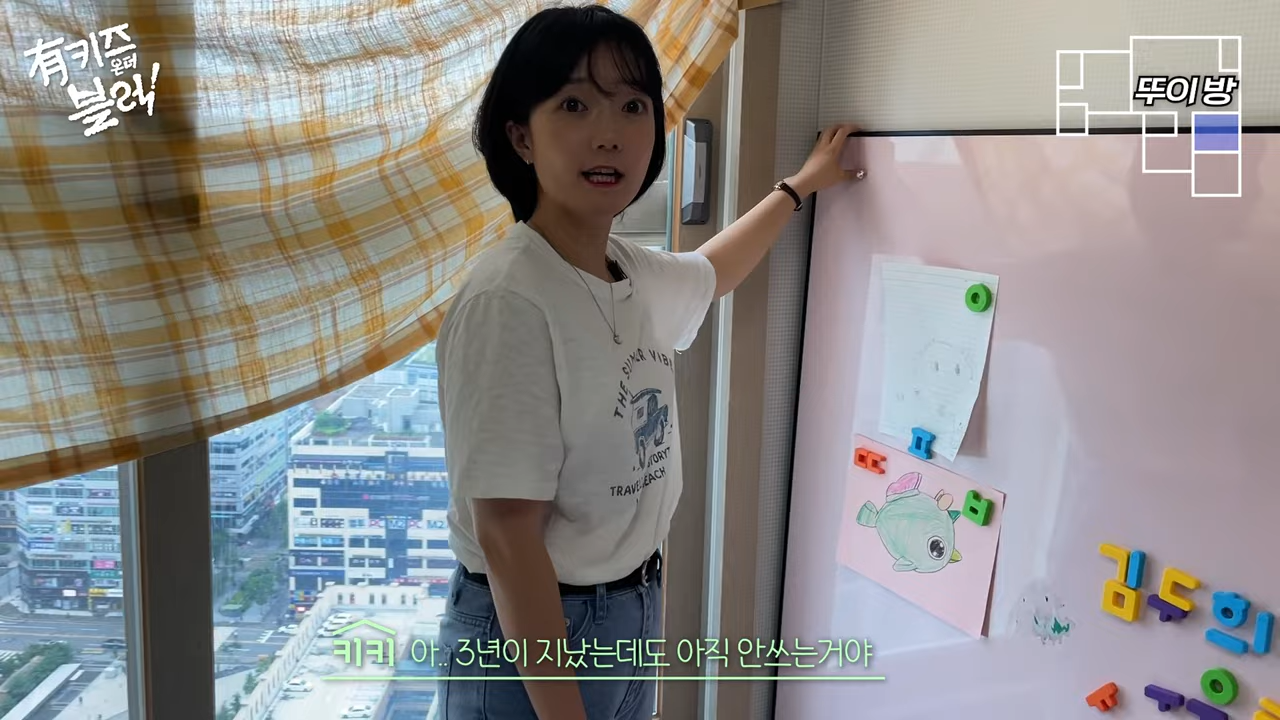 有키즈
온더
블럭!
뚜이방
THE SUMMER VIBE
TRAVEL BEACH
김도희
키키 아.. 3년이 지났는데도 아직 안쓰는거야